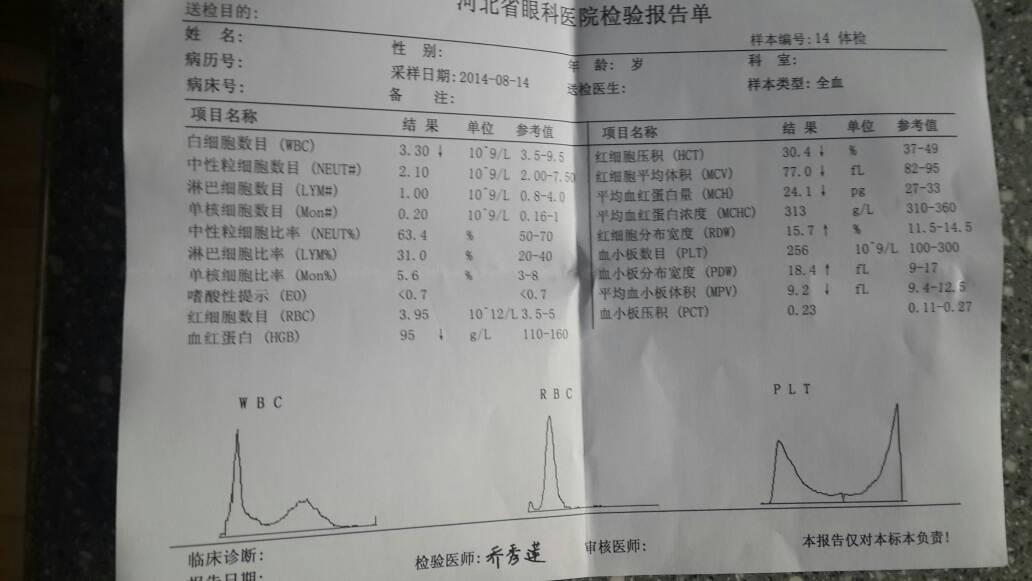 河北省眼科医院检验报告单
送检目的：
样本编号：14 体检
姓 名：
性 别：
年 龄： 岁
科 室：
病历号：
采样日期：2014-08-14
送检医生：
样本类型：全血
病床号：
备 注：
项目名称 结 果 单位 参考值
白细胞数目 (WBC) 3.30 ↓ 10^9/L 3.5-9.5
中性粒细胞数目 (NEUT#) 2.10 10^9/L 2.00-7.50
淋巴细胞数目 (LYM#) 1.00 10^9/L 0.8-4.0
单核细胞数目 (Mon#) 0.20 10^9/L 0.16-1
中性粒细胞比率 (NEUT%) 63.4 % 50-70
淋巴细胞比率 (LYM%) 31.0 % 20-40
单核细胞比率 (Mon%) 5.6 % 3-8
嗜酸性提示 (EO) <0.7 <0.7
红细胞数目 (RBC) 3.95 10^12/L 3.5-5
血红蛋白 (HGB) 95 ↓ g/L 110-160
项目名称 结 果 单位 参考值
红细胞压积 (HCT) 30.4 ↓ % 37-49
红细胞平均体积 (MCV) 77.0 ↓ fL 82-95
平均血红蛋白量 (MCH) 24.1 ↓ pg 27-33
平均血红蛋白浓度 (MCHC) 313 g/L 310-360
红细胞分布宽度 (RDW) 15.7 ↑ % 11.5-14.5
血小板数目 (PLT) 256 10^9/L 100-300
血小板分布宽度 (PDW) 18.4 ↑ fL 9-17
平均血小板体积 (MPV) 9.2 ↓ fL 9.4-12.5
血小板压积 (PCT) 0.23 0.11-0.27
WBC
RBC
PLT
临床诊断：
检验医师：乔秀莲
审核医师：
本报告仅对本标本负责！
报告日期：